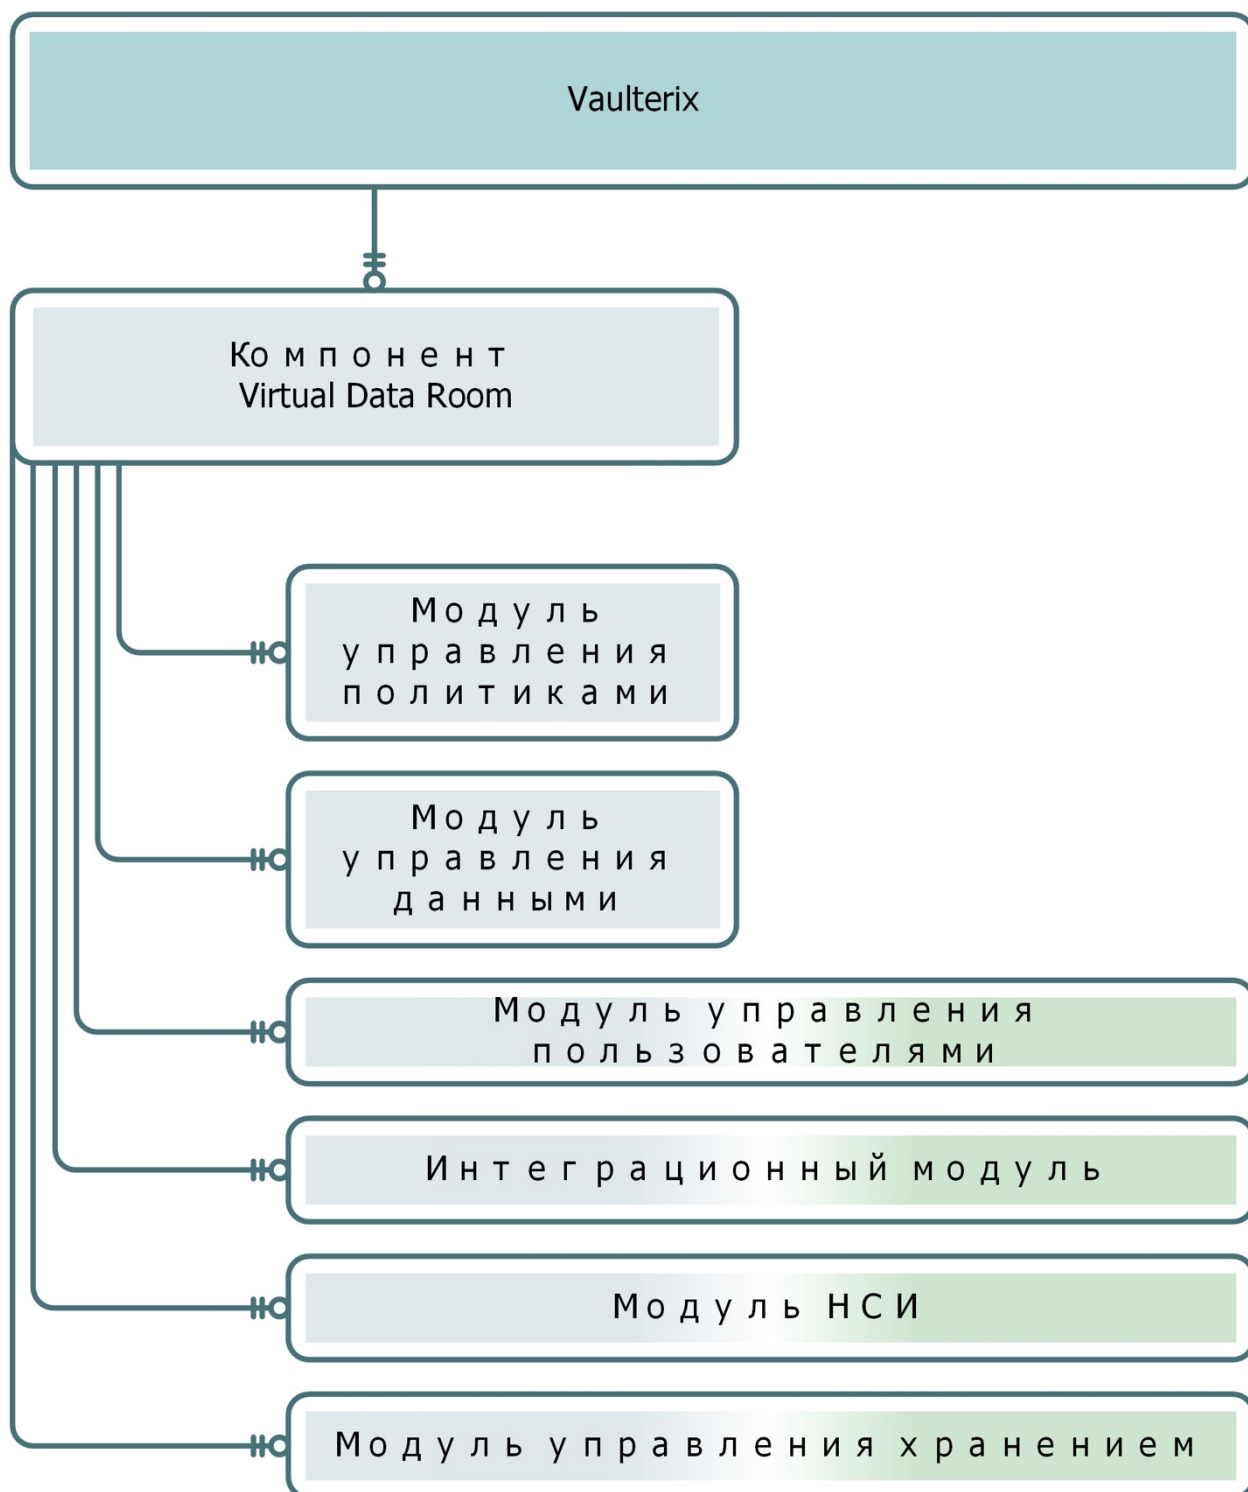 Vaulterix
Компонент
Virtual Data Room
Модуль
управления
политиками
Модуль
управления
данными
Модуль управления
пользователями
Интеграционный модуль
Модуль НСИ
Модуль управления хранением